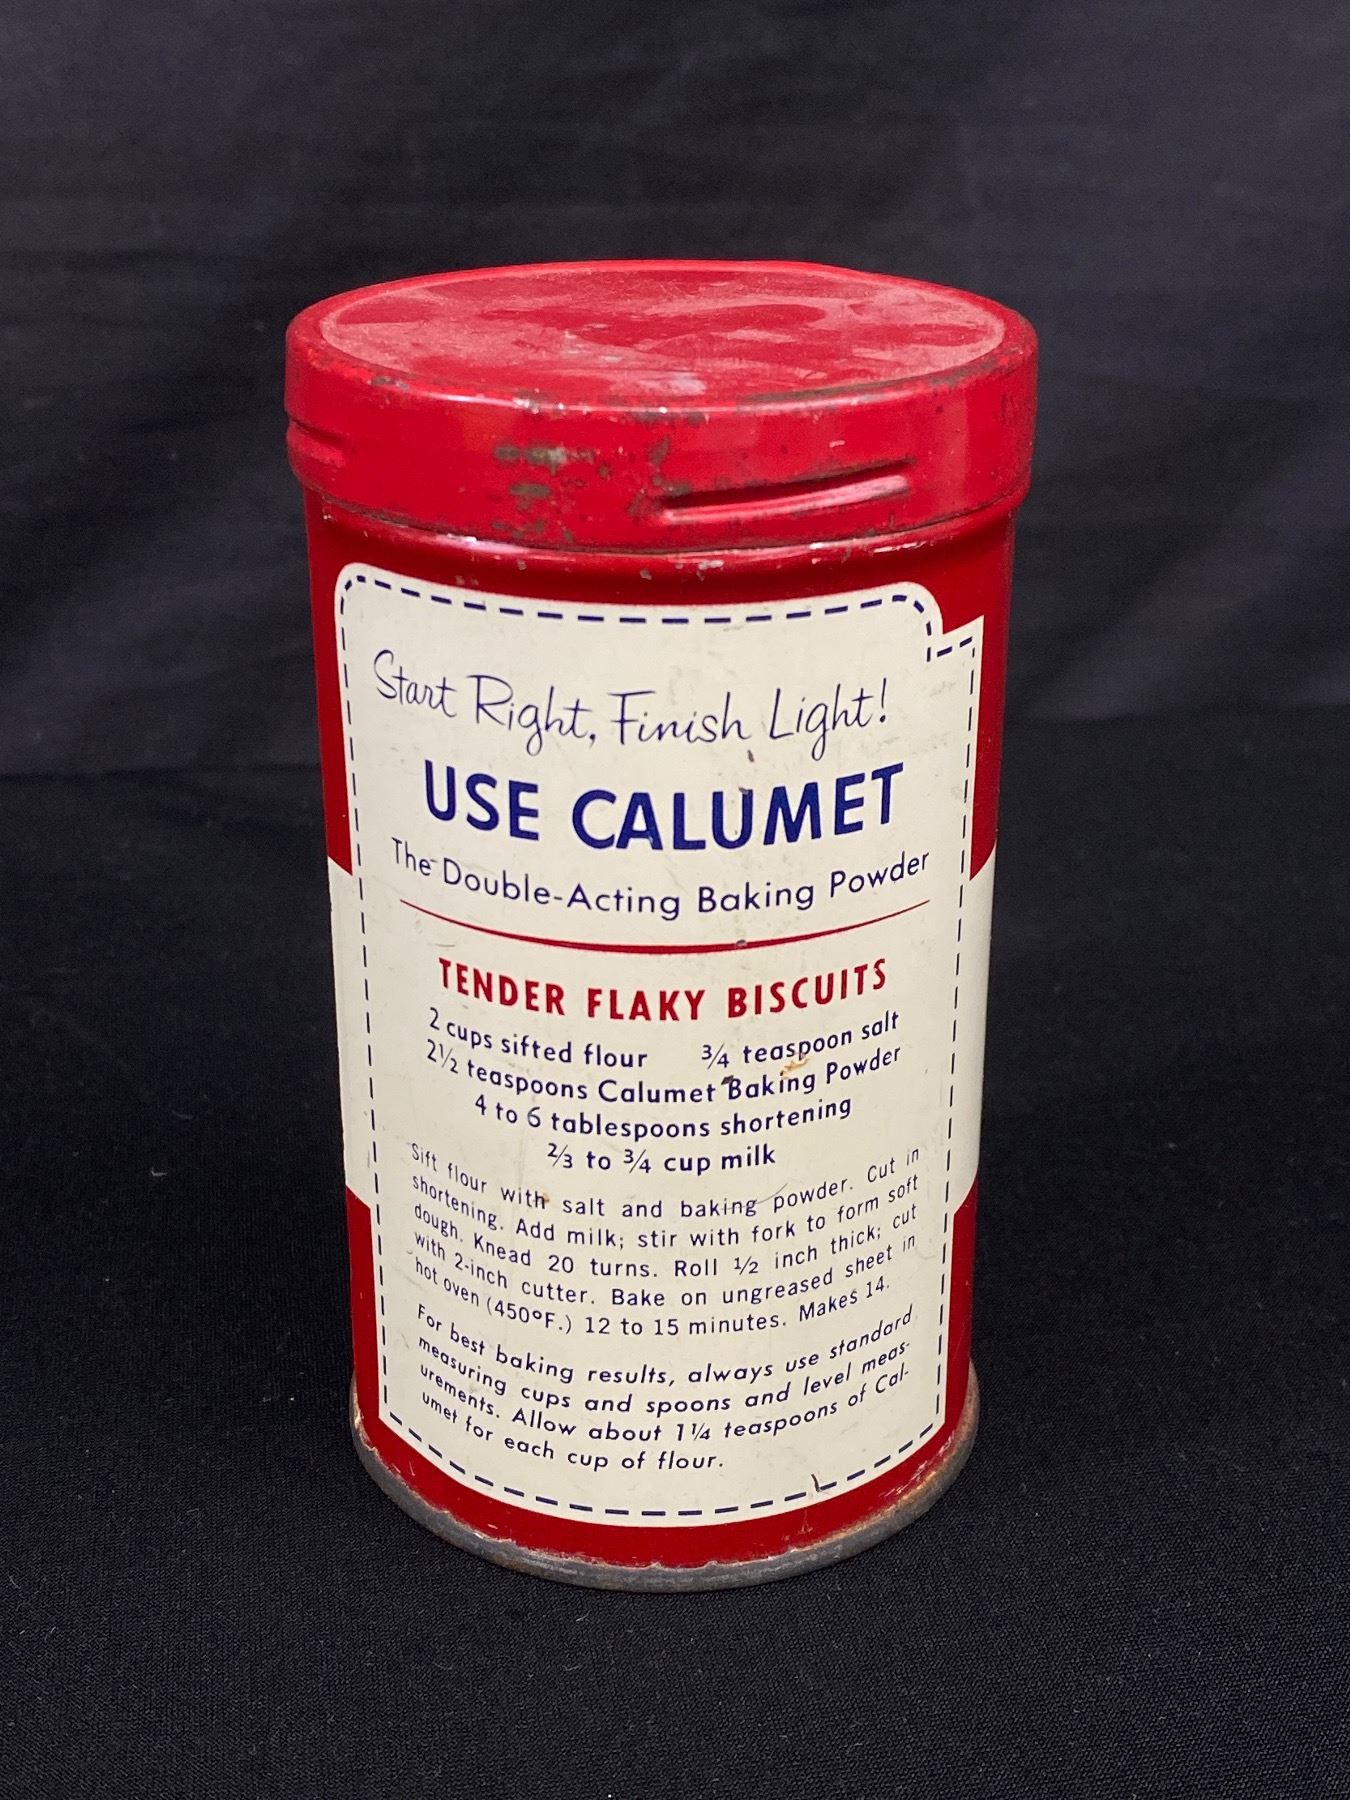 Start Right, Finish Light!
USE CALUMET
The Double-Acting Baking Powder
TENDER FLAKY BISCUITS
2 cups sifted flour 3/4 teaspoon salt
2 1/2 teaspoons Calumet Baking Powder
4 to 6 tablespoons shortening
2/3 to 3/4 cup milk
Sift flour with salt and baking powder. Cut in
shortening. Add milk; stir with fork to form soft
dough. Knead 20 turns. Roll 1/2 inch thick; cut
with 2-inch cutter. Bake on ungreased sheet in
hot oven (450°F.) 12 to 15 minutes. Makes 14.
For best baking results, always use standard
measuring cups and spoons and level meas-
urements. Allow about 1 1/4 teaspoons of Cal-
umet for each cup of flour.